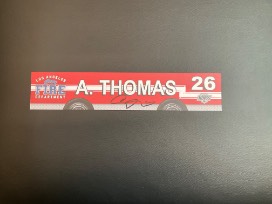 LOS ANGELES
FIRE
DEPARTMENT
A. THOMAS
26